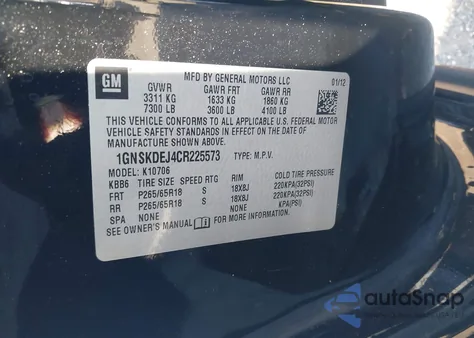 GM
MFD BY GENERAL MOTORS LLC
01/12
GVWR GAWR FRT GAWR RR
3311 KG 1633 KG 1860 KG
7300 LB 3600 LB 4100 LB
THIS VEHICLE CONFORMS TO ALL APPLICABLE U.S. FEDERAL MOTOR
VEHICLE SAFETY AND THEFT PREVENTION STANDARDS IN EFFECT ON THE
DATE OF MANUFACTURE SHOWN ABOVE.
1GNSKDEJ4CR225573 TYPE: M.P.V.
MODEL: K10706
KBB6 TIRE SIZE SPEED RTG RIM COLD TIRE PRESSURE
FRT P265/65R18 S 18X8J 220KPA(32PSI)
RR P265/65R18 S 18X8J 220KPA(32PSI)
SPA NONE NONE KPA(PSI)
SEE OWNER'S MANUAL FOR MORE INFORMATION.
autoSnap